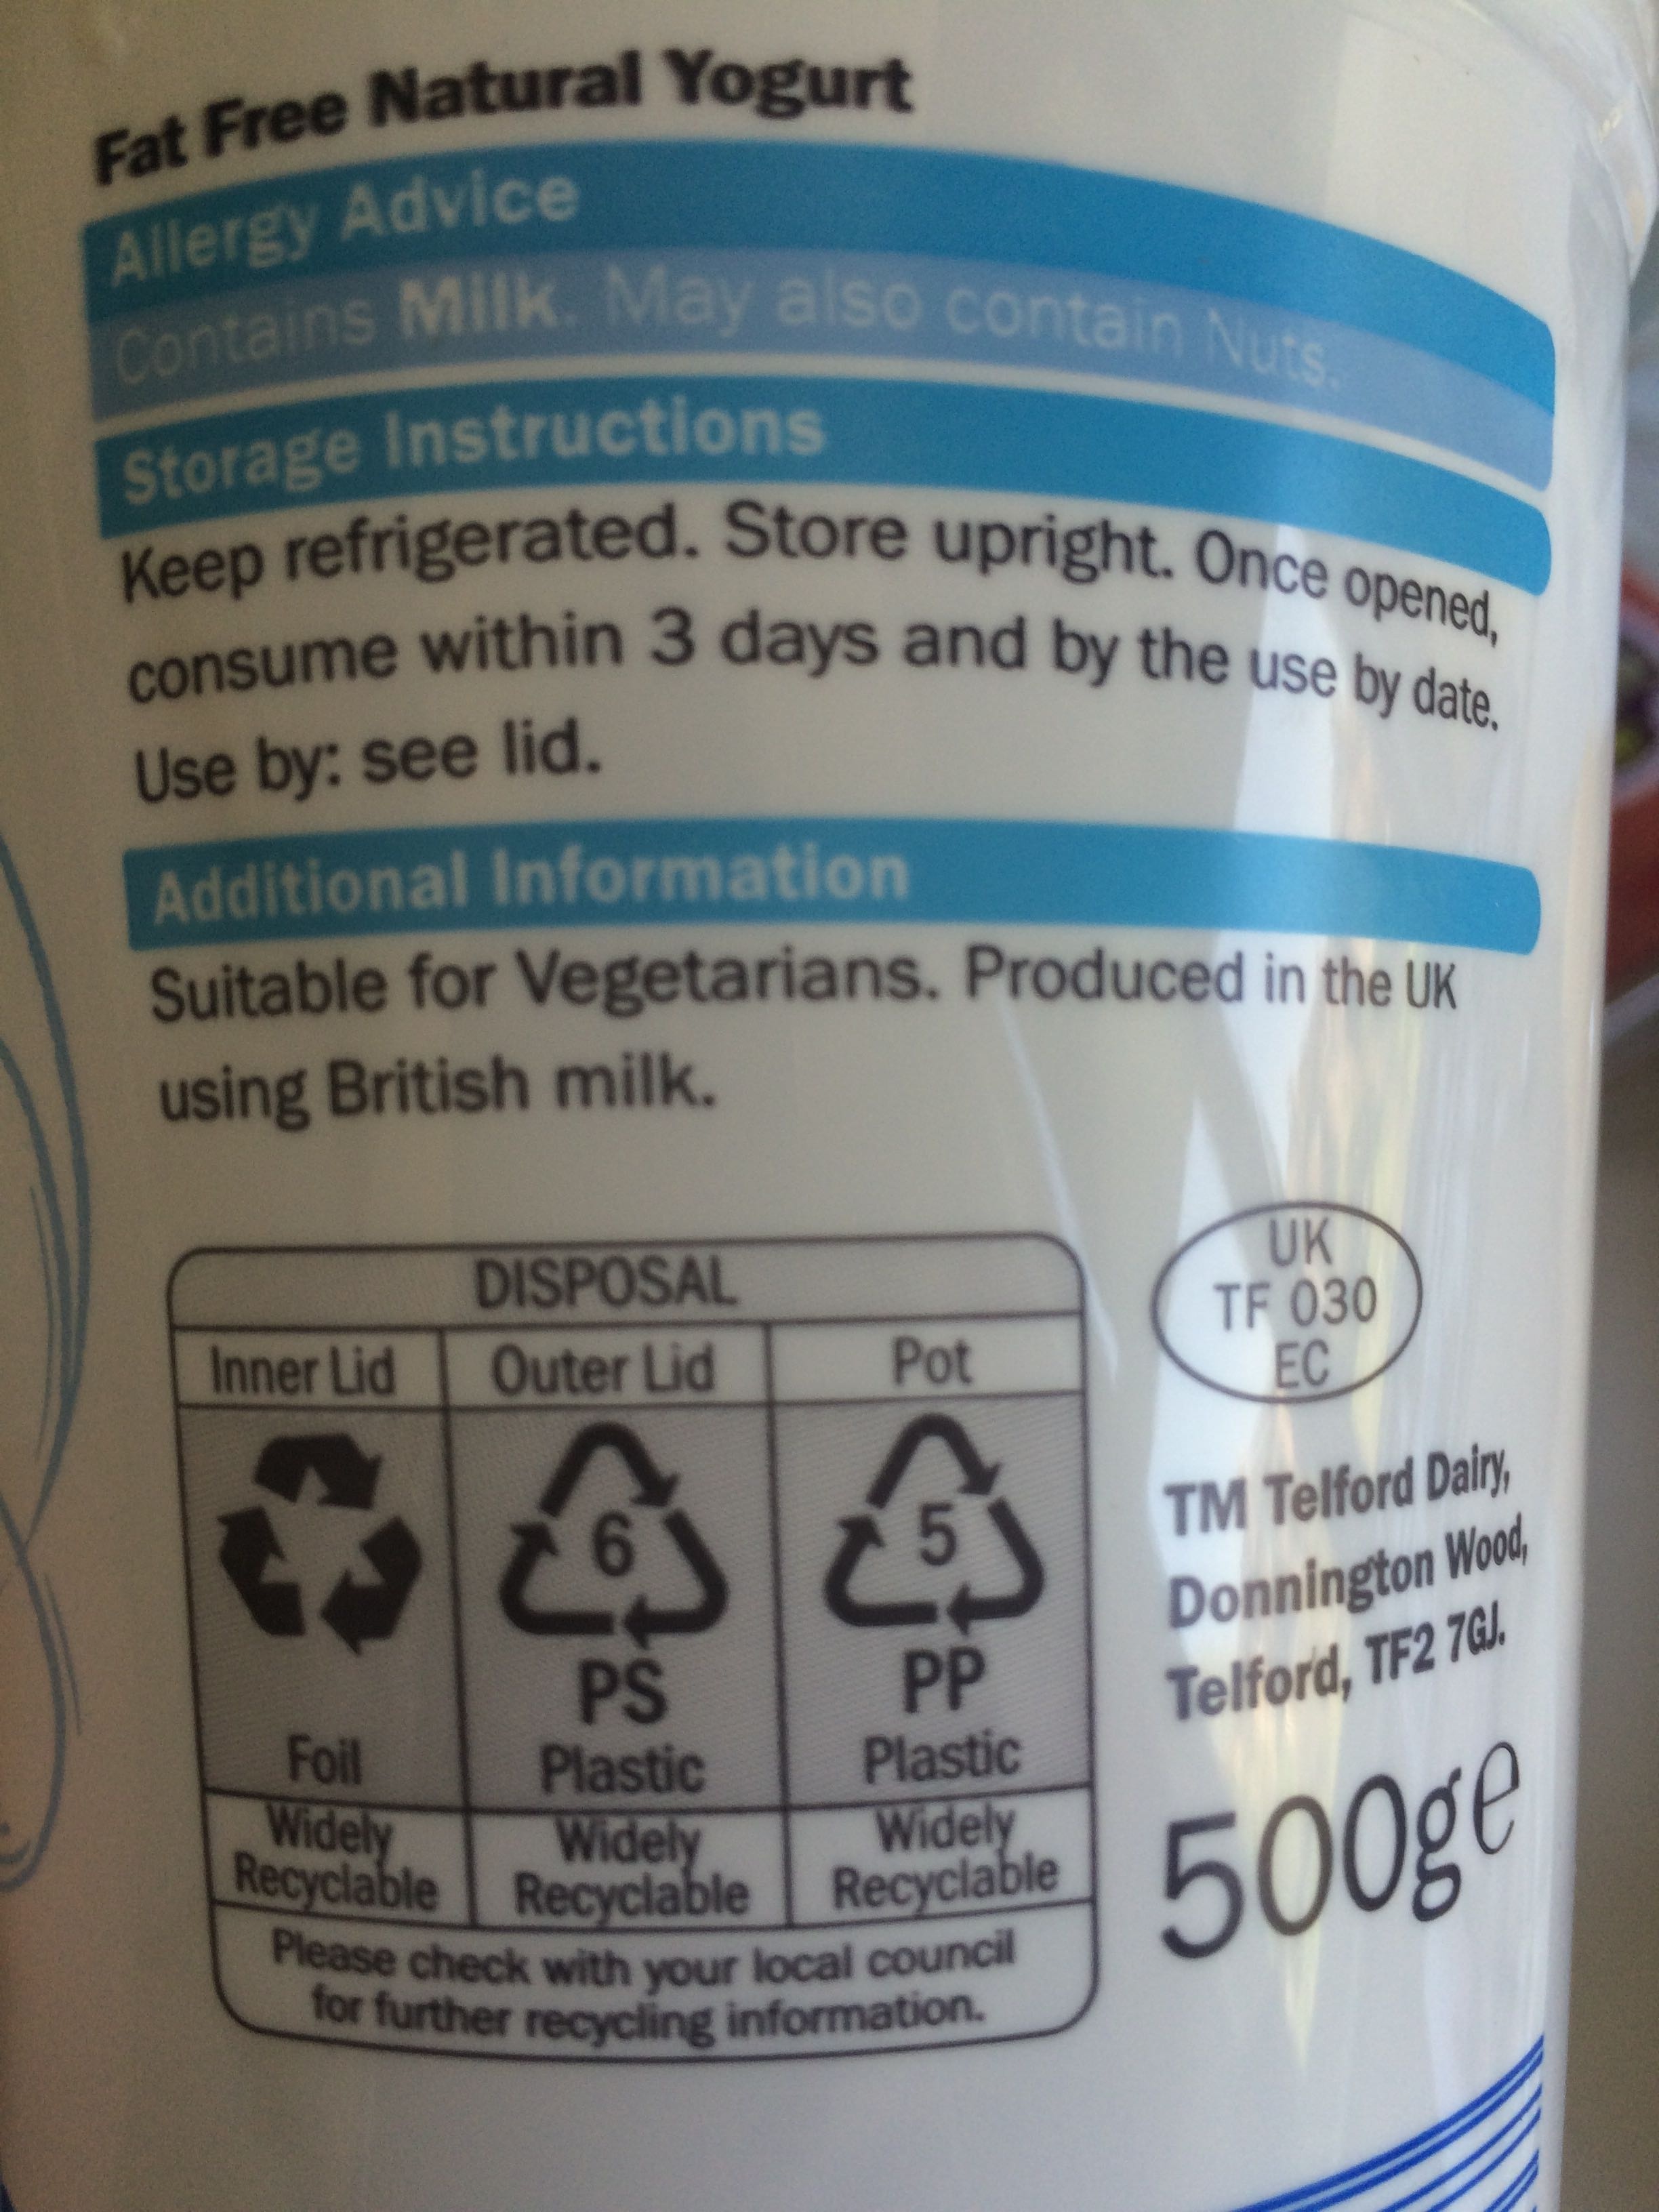 Fat Free Natural Yogurt
Allergy Advice
Contains Milk. May also contain Nuts.
Storage Instructions
Keep refrigerated. Store upright. Once opened,
consume within 3 days and by the use by date.
Use by: see lid.
Additional Information
Suitable for Vegetarians. Produced in the UK
using British milk.
DISPOSAL
Inner Lid Outer Lid Pot
6 5
PS PP
Foil Plastic Plastic
Widely Widely Widely
Recyclable Recyclable Recyclable
Please check with your local council
for further recycling information.
UK
TF 030
EC
TM Telford Dairy,
Donnington Wood,
Telford, TF2 7GJ.
500g e